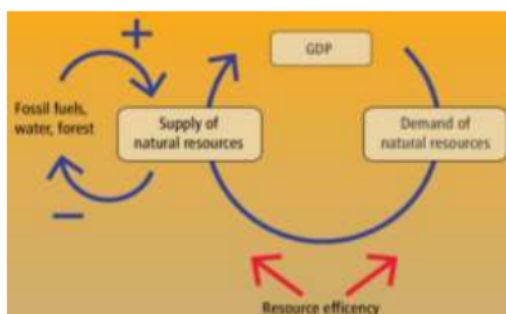 +
GDP
Fossil fuels,
water, forest
Supply of
natural resources
Demand of
natural resources
−
Resource efficency